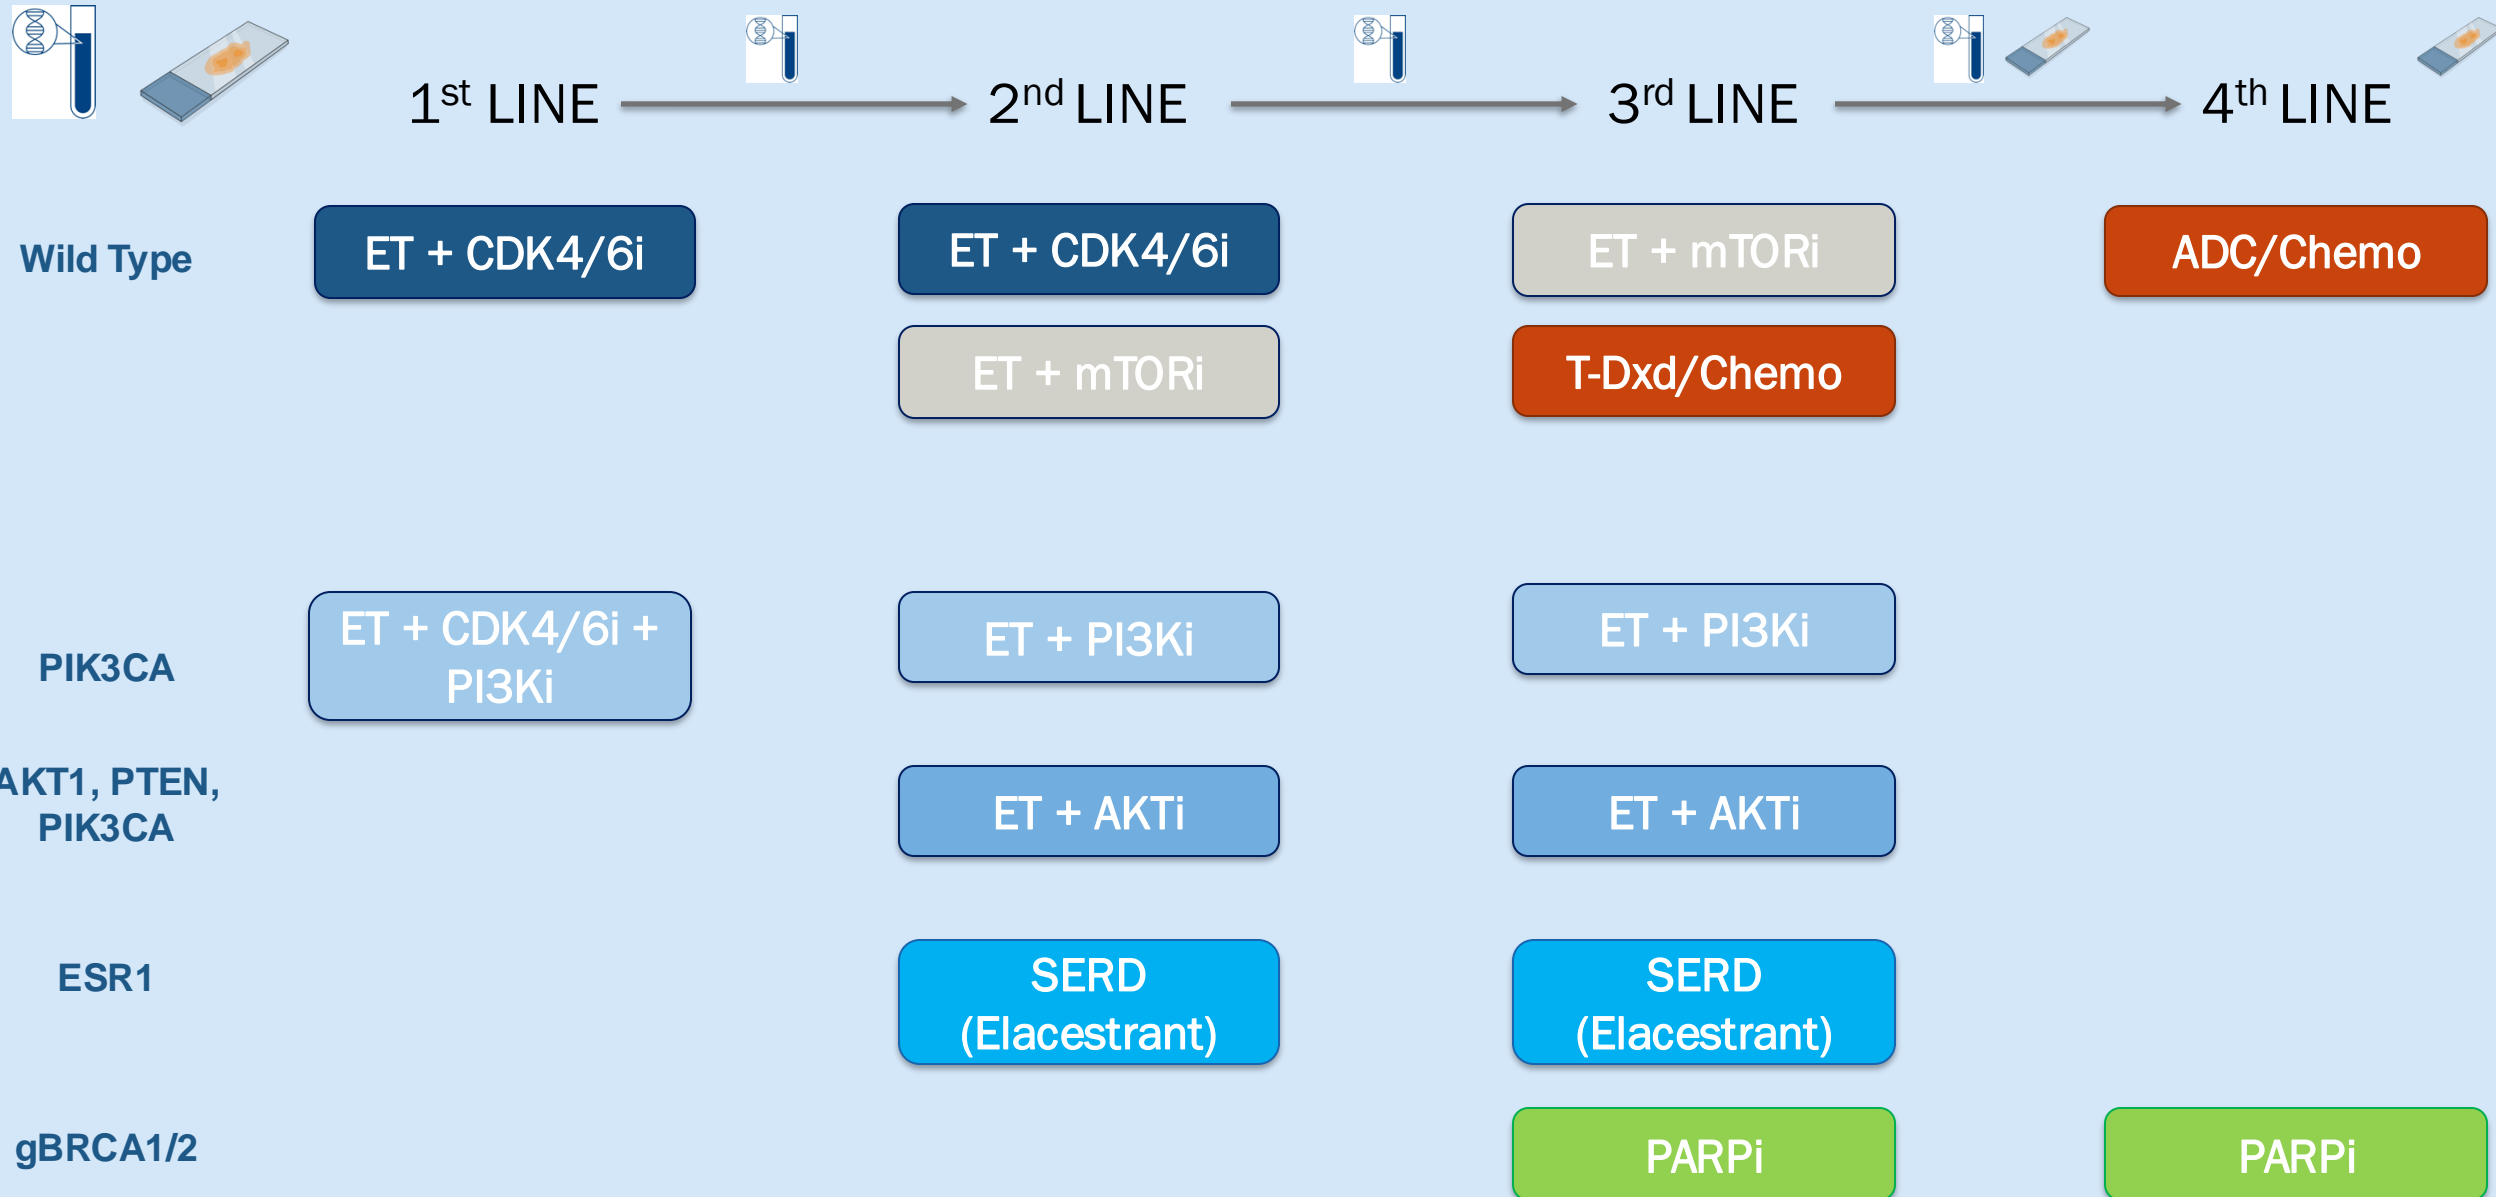 1st LINE
2nd LINE
3rd LINE
4th LINE
Wild Type
ET + CDK4/6i
ET + CDK4/6i
ET + mTORi
ADC/Chemo
ET + mTORi
T-Dxd/Chemo
PIK3CA
ET + CDK4/6i +
PI3Ki
ET + PI3Ki
ET + PI3Ki
AKT1, PTEN,
PIK3CA
ET + AKTi
ET + AKTi
ESR1
SERD
(Elacestrant)
SERD
(Elacestrant)
gBRCA1/2
PARPi
PARPi